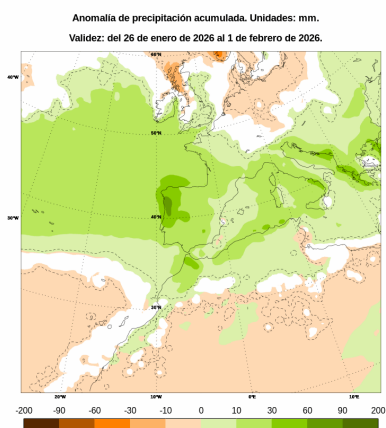 Anomalía de precipitación acumulada. Unidades: mm.
Validez: del 26 de enero de 2026 al 1 de febrero de 2026.
60°N
40°W
50°N
30°W
40°N
30°N
20°W 10°W 0°E 10°E
-200 -90 -60 -30 -10 0 10 30 60 90 200